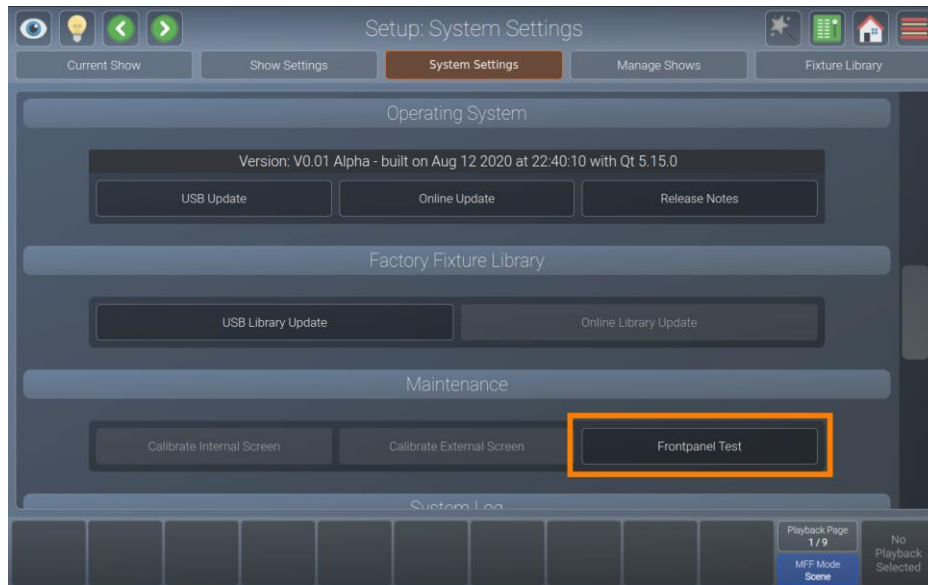 Setup: System Settings
Current Show
Show Settings
System Settings
Manage Shows
Fixture Library
Operating System
Version: V0.01 Alpha - built on Aug 12 2020 at 22:40:10 with Qt 5.15.0
USB Update
Online Update
Release Notes
Factory Fixture Library
USB Library Update
Online Library Update
Maintenance
Calibrate Internal Screen
Calibrate External Screen
Frontpanel Test
System Log
Playback Page
1 / 9
MFF Mode
Scene
No
Playback
Selected